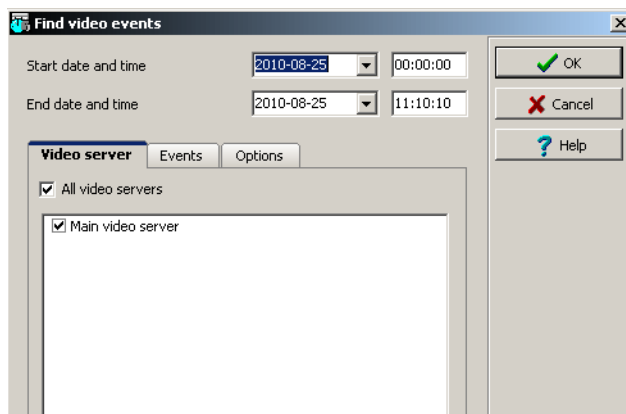 Find video events
Start date and time 2010-08-25 00:00:00 OK
End date and time 2010-08-25 11:10:10 Cancel
Help
Video server Events Options
All video servers
Main video server